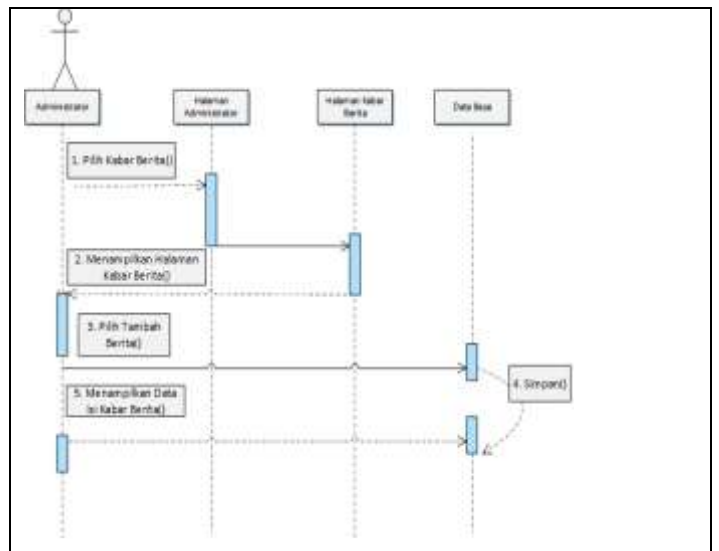 Administrator
Halaman
Administrator
Halaman Kabar
Berita
Data Base
1. Pilih Kabar Berita()
2. Menampilkan Halaman
Kabar Berita()
3. Pilih Tambah
Berita()
4. Simpan()
5. Menampilkan Data
Isi Kabar Berita()